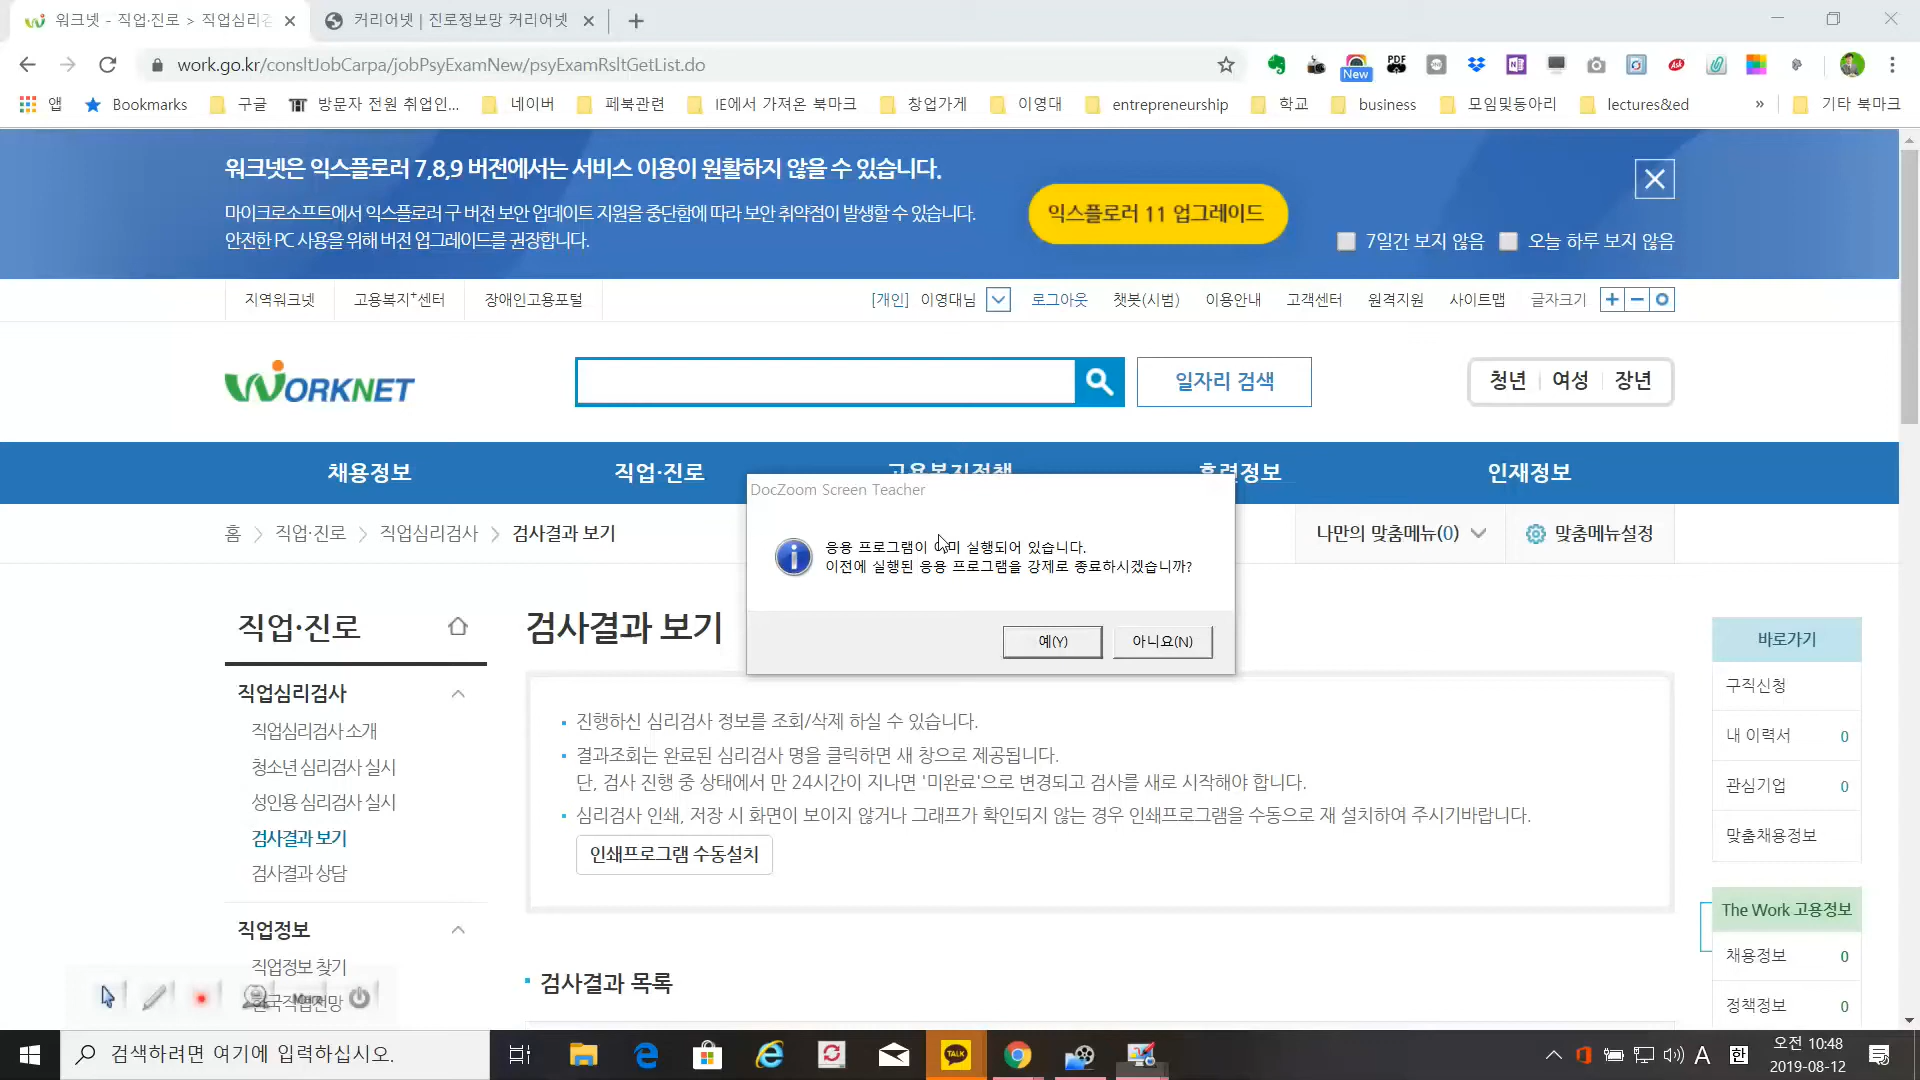 워크넷 - 직업·진로 > 직업심리검
커리어넷 | 진로정보망 커리어넷
work.go.kr/consltJobCarpa/jobPsyExamNew/psyExamRsltGetList.do
New
PDF
앱
Bookmarks
구글
방문자 전원 취업인...
네이버
페북관련
IE에서 가져온 북마크
창업가게
이영대
entrepreneurship
학교
business
모임및동아리
lectures&ed
»
기타 북마크
워크넷은 익스플로러 7,8,9 버전에서는 서비스 이용이 원활하지 않을 수 있습니다.
마이크로소프트에서 익스플로러 구 버전 보안 업데이트 지원을 중단함에 따라 보안 취약점이 발생할 수 있습니다.
안전한 PC 사용을 위해 버전 업그레이드를 권장합니다.
익스플로러 11 업그레이드
7일간 보지 않음
오늘 하루 보지 않음
지역워크넷
고용복지+센터
장애인고용포털
[개인] 이영대님
로그아웃
챗봇(시범)
이용안내
고객센터
원격지원
사이트맵
글자크기
WORKNET
일자리 검색
청년
여성
장년
채용정보
직업·진로
고용복지정책
훈련정보
인재정보
홈 > 직업·진로 > 직업심리검사 > 검사결과 보기
나만의 맞춤메뉴(0)
맞춤메뉴설정
DocZoom Screen Teacher
응용 프로그램이 이미 실행되어 있습니다.
이전에 실행된 응용 프로그램을 강제로 종료하시겠습니까?
예(Y)
아니요(N)
직업·진로
직업심리검사
직업심리검사 소개
청소년 심리검사 실시
성인용 심리검사 실시
검사결과 보기
검사결과 상담
직업정보
직업정보 찾기
한국직업전망
검사결과 보기
진행하신 심리검사 정보를 조회/삭제 하실 수 있습니다.
결과조회는 완료된 심리검사 명을 클릭하면 새 창으로 제공됩니다.
단, 검사 진행 중 상태에서 만 24시간이 지나면 '미완료'으로 변경되고 검사를 새로 시작해야 합니다.
심리검사 인쇄, 저장 시 화면이 보이지 않거나 그래프가 확인되지 않는 경우 인쇄프로그램을 수동으로 재 설치하여 주시기바랍니다.
인쇄프로그램 수동설치
검사결과 목록
바로가기
구직신청
내 이력서 0
관심기업 0
맞춤채용정보
The Work 고용정보
채용정보 0
정책정보 0
검색하려면 여기에 입력하십시오.
TALK
A
한
오전 10:48
2019-08-12